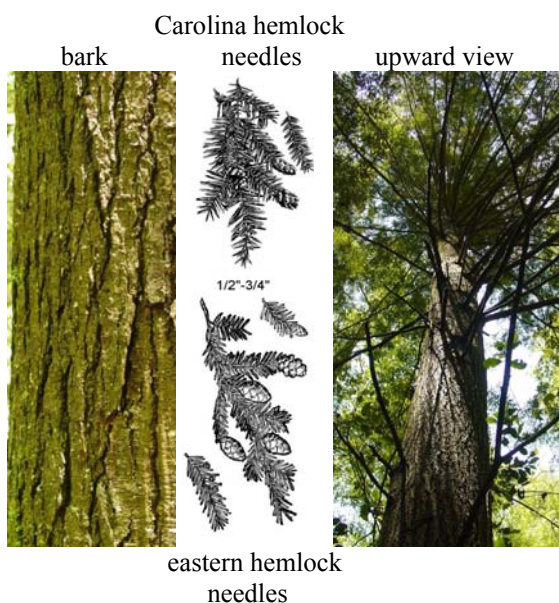 Carolina hemlock
bark needles upward view
1/2"-3/4"
eastern hemlock
needles